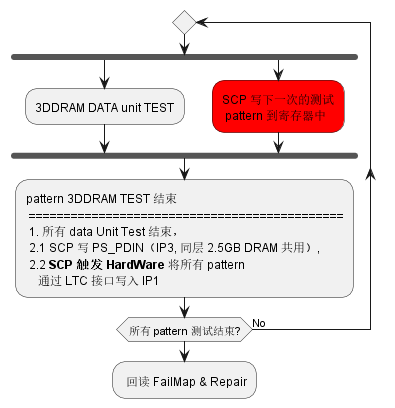 3DDRAM DATA unit TEST
SCP 写下一次的测试
pattern 到寄存器中
pattern 3DDRAM TEST 结束
==============================================
1. 所有 data Unit Test 结束，
2.1 SCP 写 PS_PDIN（IP3, 同层 2.5GB DRAM 共用）,
2.2 SCP 触发 HardWare 将所有 pattern
通过 LTC 接口写入 IP1
所有 pattern 测试结束?
No
回读 FailMap & Repair